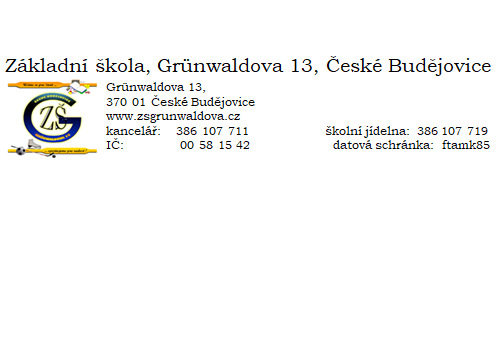 Základní škola, Grünwaldova 13, České Budějovice
Grünwaldova 13,
370 01 České Budějovice
www.zsgrunwaldova.cz
kancelář: 386 107 711 školní jídelna: 386 107 719
IČ: 00 58 15 42 datová schránka: ftamk85
ZŠ
G